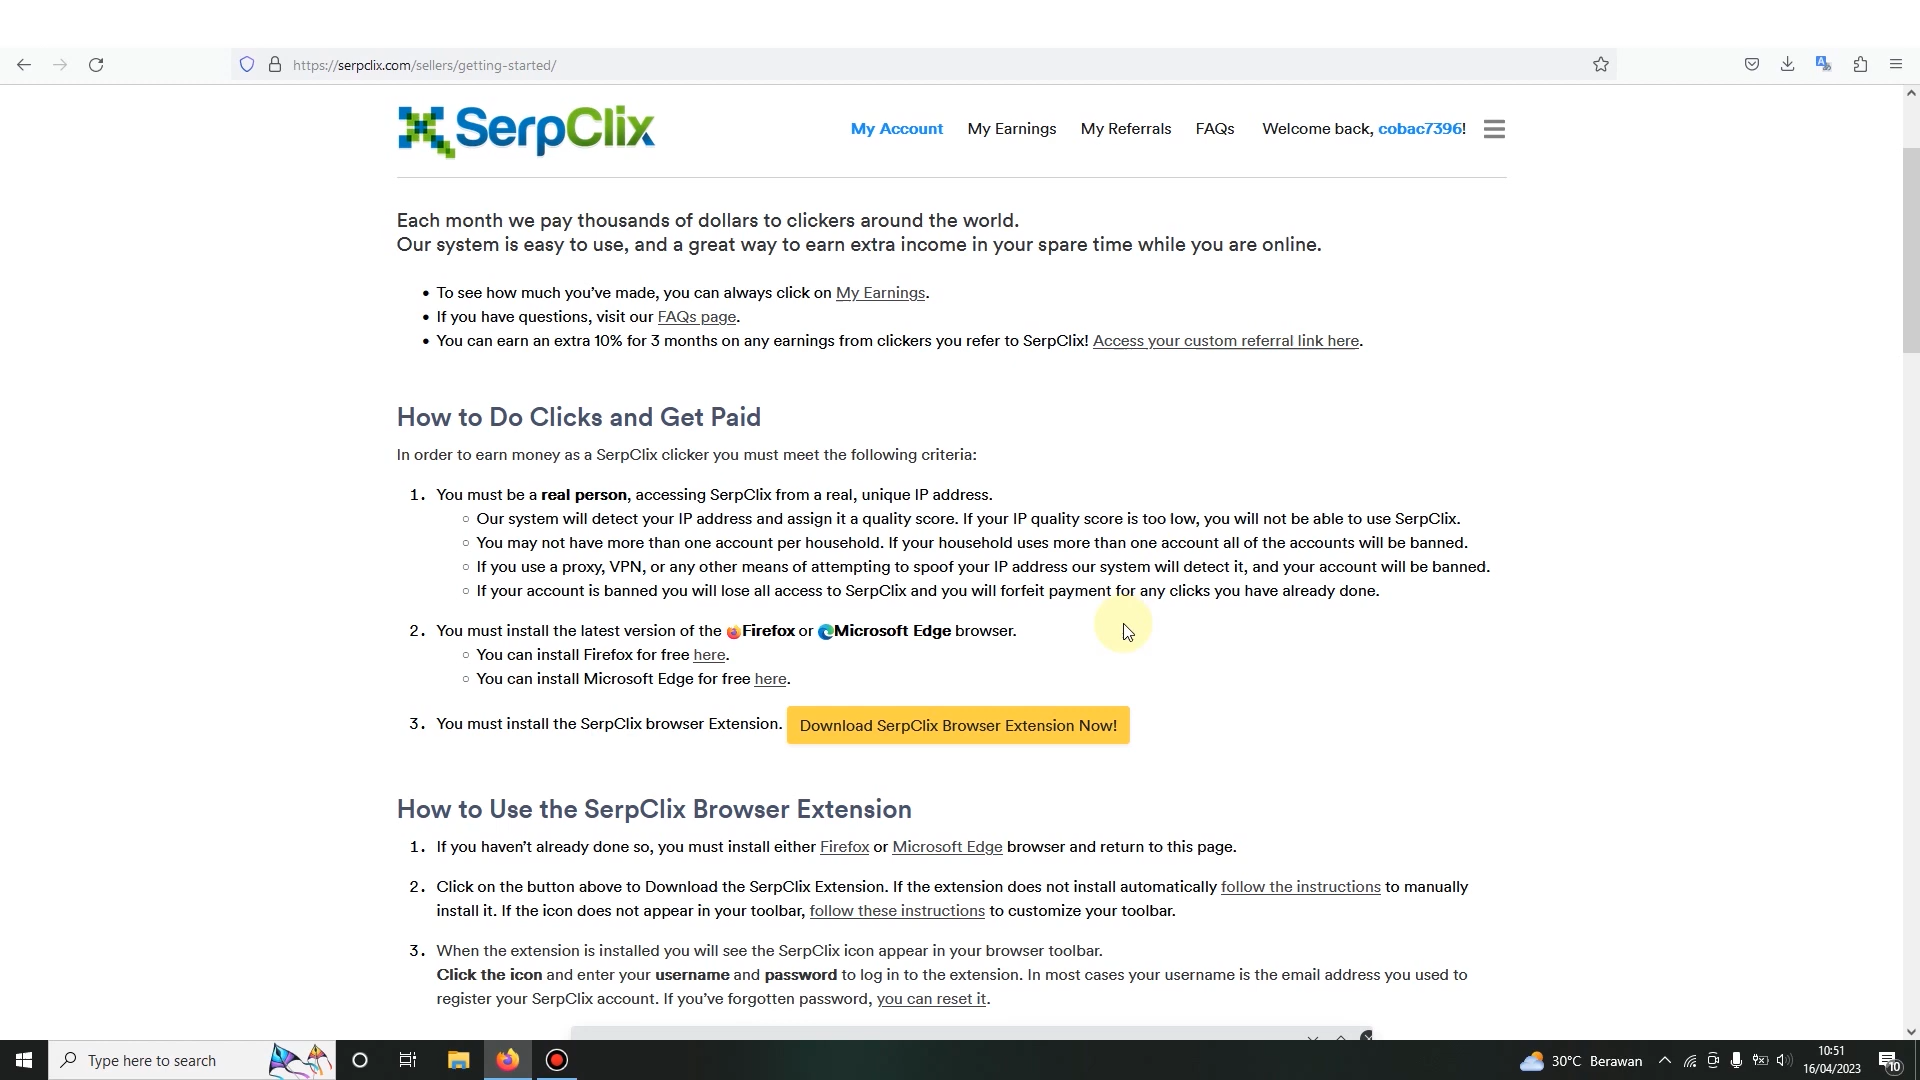 https://serpclix.com/sellers/getting-started/
SerpClix
My Account My Earnings My Referrals FAQs Welcome back, cobac7396!
Each month we pay thousands of dollars to clickers around the world.
Our system is easy to use, and a great way to earn extra income in your spare time while you are online.
• To see how much you've made, you can always click on My Earnings.
• If you have questions, visit our FAQs page.
• You can earn an extra 10% for 3 months on any earnings from clickers you refer to SerpClix! Access your custom referral link here.
How to Do Clicks and Get Paid
In order to earn money as a SerpClix clicker you must meet the following criteria:
1. You must be a real person, accessing SerpClix from a real, unique IP address.
○ Our system will detect your IP address and assign it a quality score. If your IP quality score is too low, you will not be able to use SerpClix.
○ You may not have more than one account per household. If your household uses more than one account all of the accounts will be banned.
○ If you use a proxy, VPN, or any other means of attempting to spoof your IP address our system will detect it, and your account will be banned.
○ If your account is banned you will lose all access to SerpClix and you will forfeit payment for any clicks you have already done.
2. You must install the latest version of the Firefox or Microsoft Edge browser.
○ You can install Firefox for free here.
○ You can install Microsoft Edge for free here.
3. You must install the SerpClix browser Extension. Download SerpClix Browser Extension Now!
How to Use the SerpClix Browser Extension
1. If you haven't already done so, you must install either Firefox or Microsoft Edge browser and return to this page.
2. Click on the button above to Download the SerpClix Extension. If the extension does not install automatically follow the instructions to manually
install it. If the icon does not appear in your toolbar, follow these instructions to customize your toolbar.
3. When the extension is installed you will see the SerpClix icon appear in your browser toolbar.
Click the icon and enter your username and password to log in to the extension. In most cases your username is the email address you used to
register your SerpClix account. If you've forgotten password, you can reset it.
Type here to search
30°C Berawan
10:51
16/04/2023
10